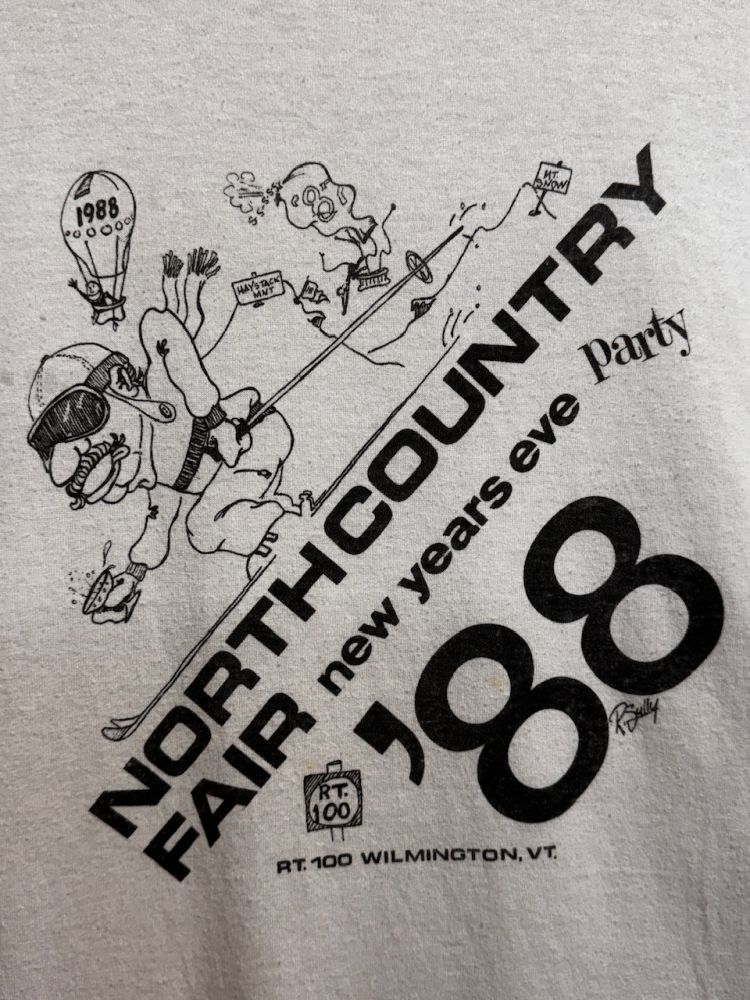 1988
MT.
SNOW
HAYSTACK
MNT
NORTH COUNTRY
FAIR new years eve party
'88
R. Sully
RT.
100
RT. 100 WILMINGTON, VT.